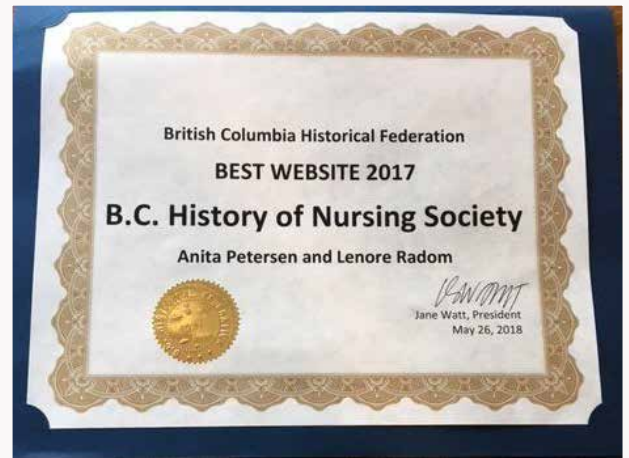 British Columbia Historical Federation
BEST WEBSITE 2017
B.C. History of Nursing Society
Anita Petersen and Lenore Radom
Jane Watt, President
May 26, 2018